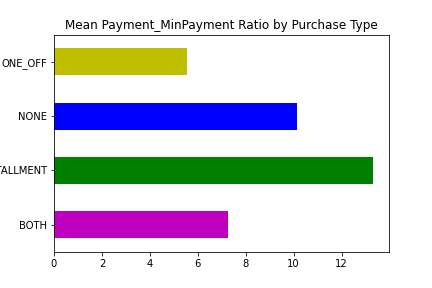 Mean Payment_MinPayment Ratio by Purchase Type
ONE_OFF
NONE
TALLMENT
BOTH
0 2 4 6 8 10 12